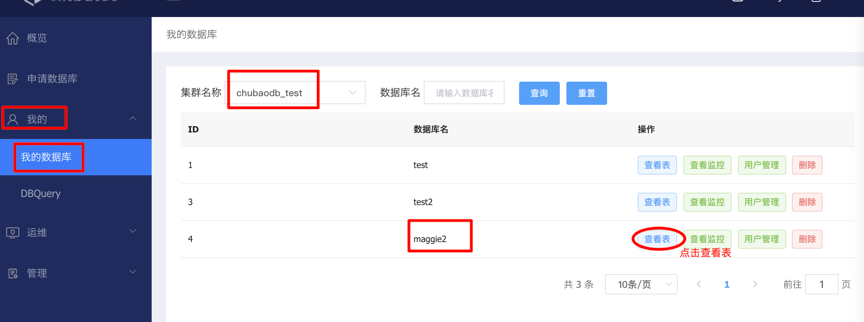 概览
申请数据库
我的
我的数据库
DBQuery
运维
管理
我的数据库
集群名称 chubaodb_test 数据库名 请输入数据库名 查询 重置
ID 数据库名 操作
1 test 查看表 查看监控 用户管理 删除
3 test2 查看表 查看监控 用户管理 删除
4 maggie2 查看表 查看监控 用户管理 删除
点击查看表
共 3 条 10条/页 1 前往 1 页